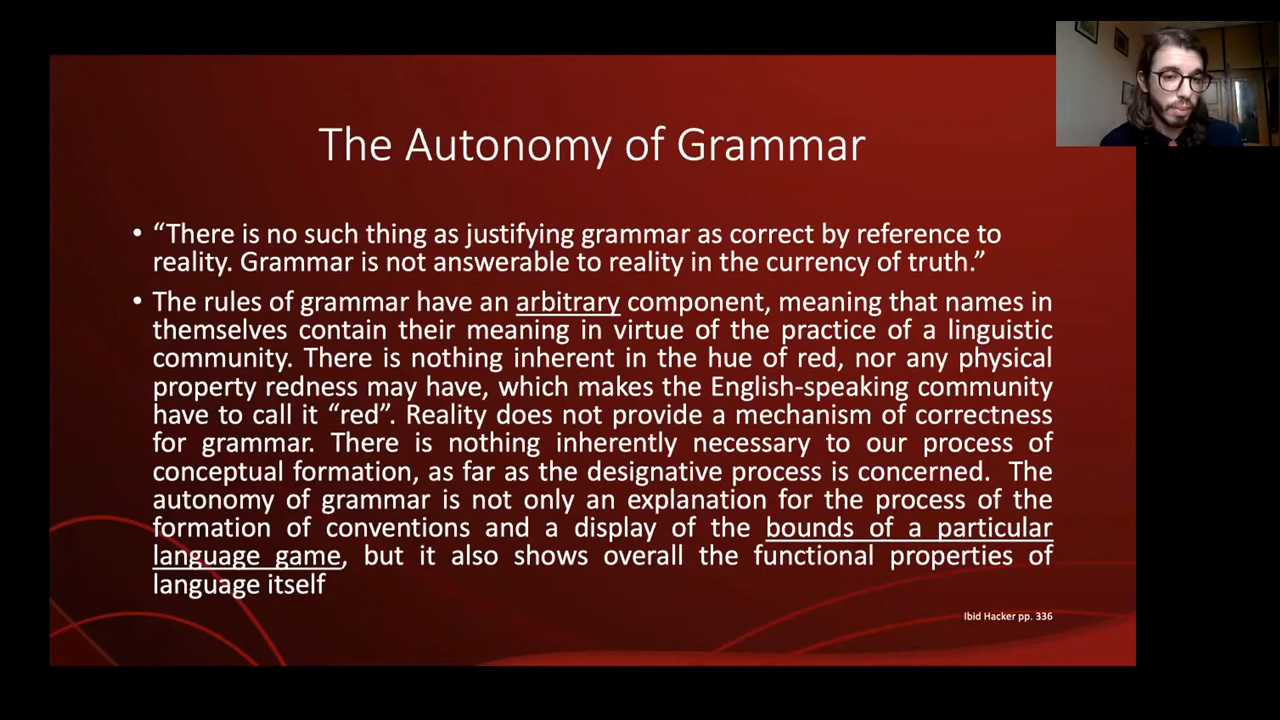 The Autonomy of Grammar
• “There is no such thing as justifying grammar as correct by reference to
reality. Grammar is not answerable to reality in the currency of truth.”
• The rules of grammar have an arbitrary component, meaning that names in
themselves contain their meaning in virtue of the practice of a linguistic
community. There is nothing inherent in the hue of red, nor any physical
property redness may have, which makes the English-speaking community
have to call it “red”. Reality does not provide a mechanism of correctness
for grammar. There is nothing inherently necessary to our process of
conceptual formation, as far as the designative process is concerned. The
autonomy of grammar is not only an explanation for the process of the
formation of conventions and a display of the bounds of a particular
language game, but it also shows overall the functional properties of
language itself
Ibid Hacker pp. 336